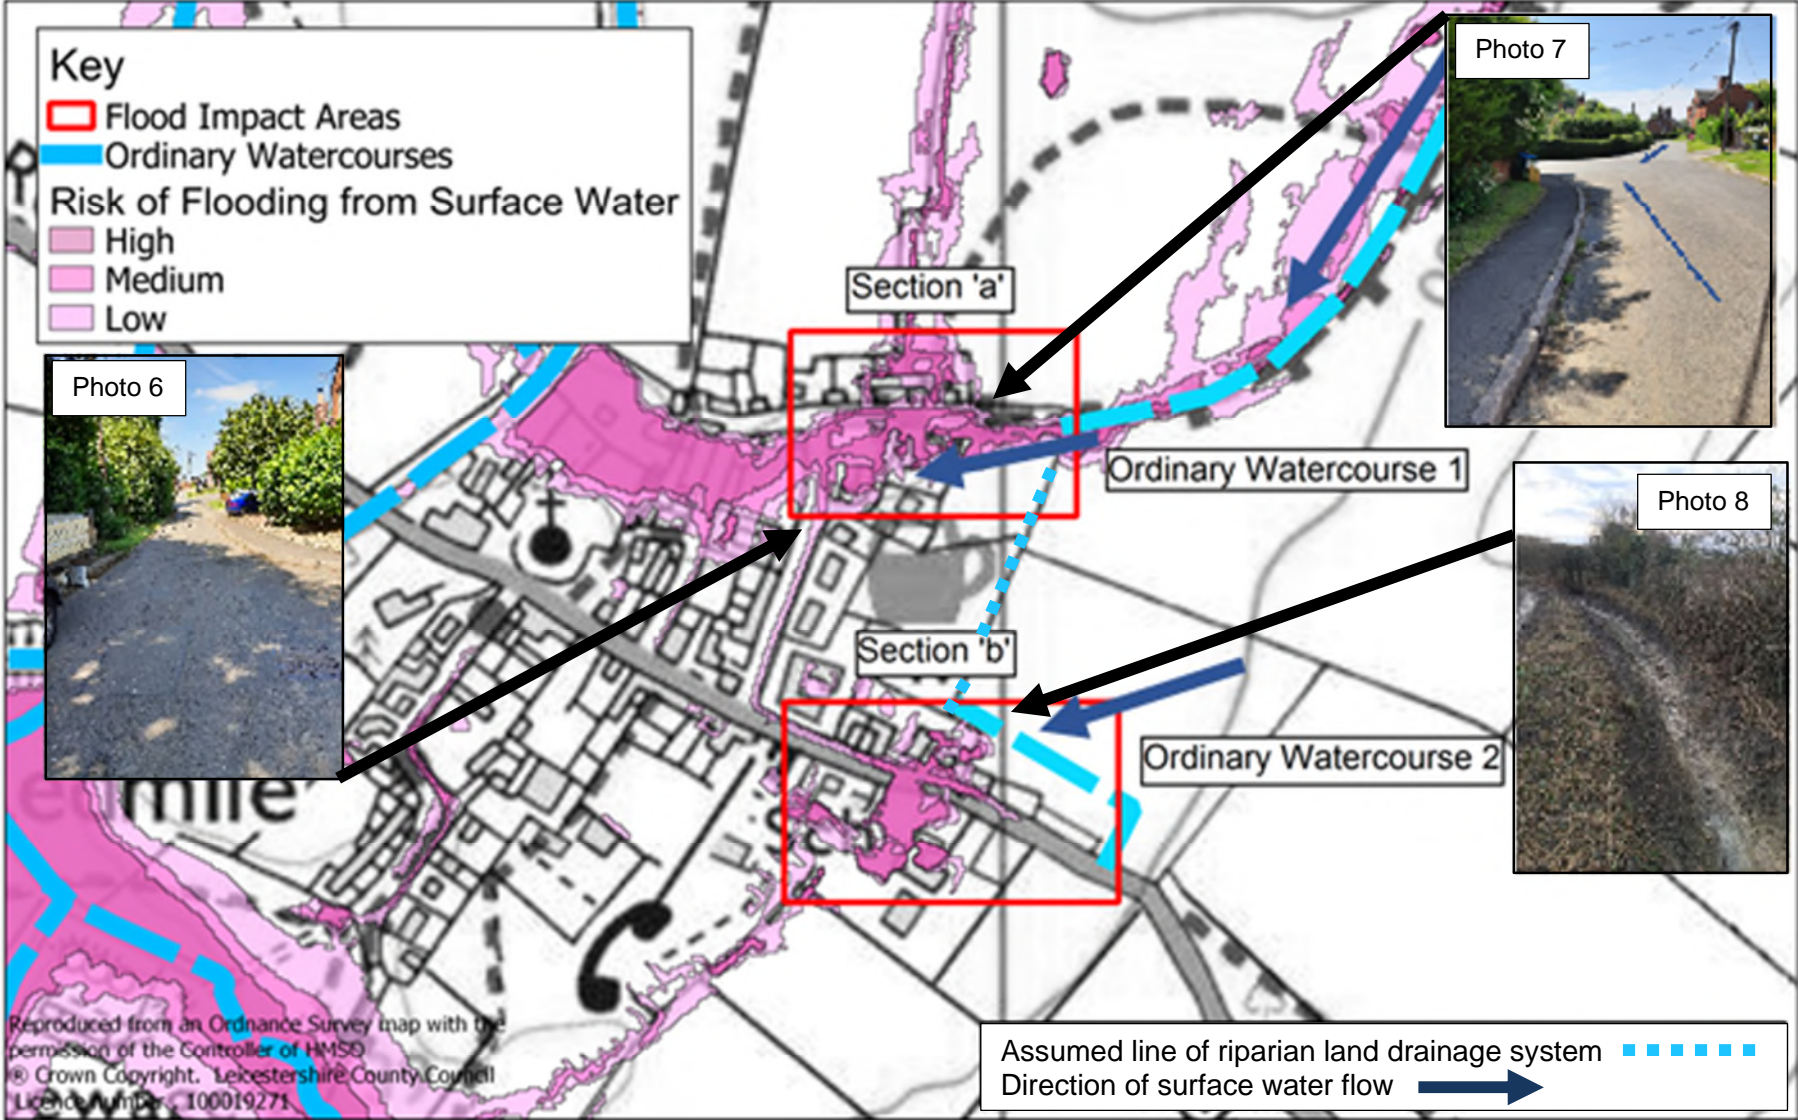 Key
Flood Impact Areas
Ordinary Watercourses
Risk of Flooding from Surface Water
High
Medium
Low
Photo 7
Section 'a'
Photo 6
Ordinary Watercourse 1
Photo 8
Section 'b'
Ordinary Watercourse 2
edmile
Reproduced from an Ordnance Survey map with the
permission of the Controller of HMSO
® Crown Copyright. Leicestershire County Council
Licence number 100019271
Assumed line of riparian land drainage system
Direction of surface water flow